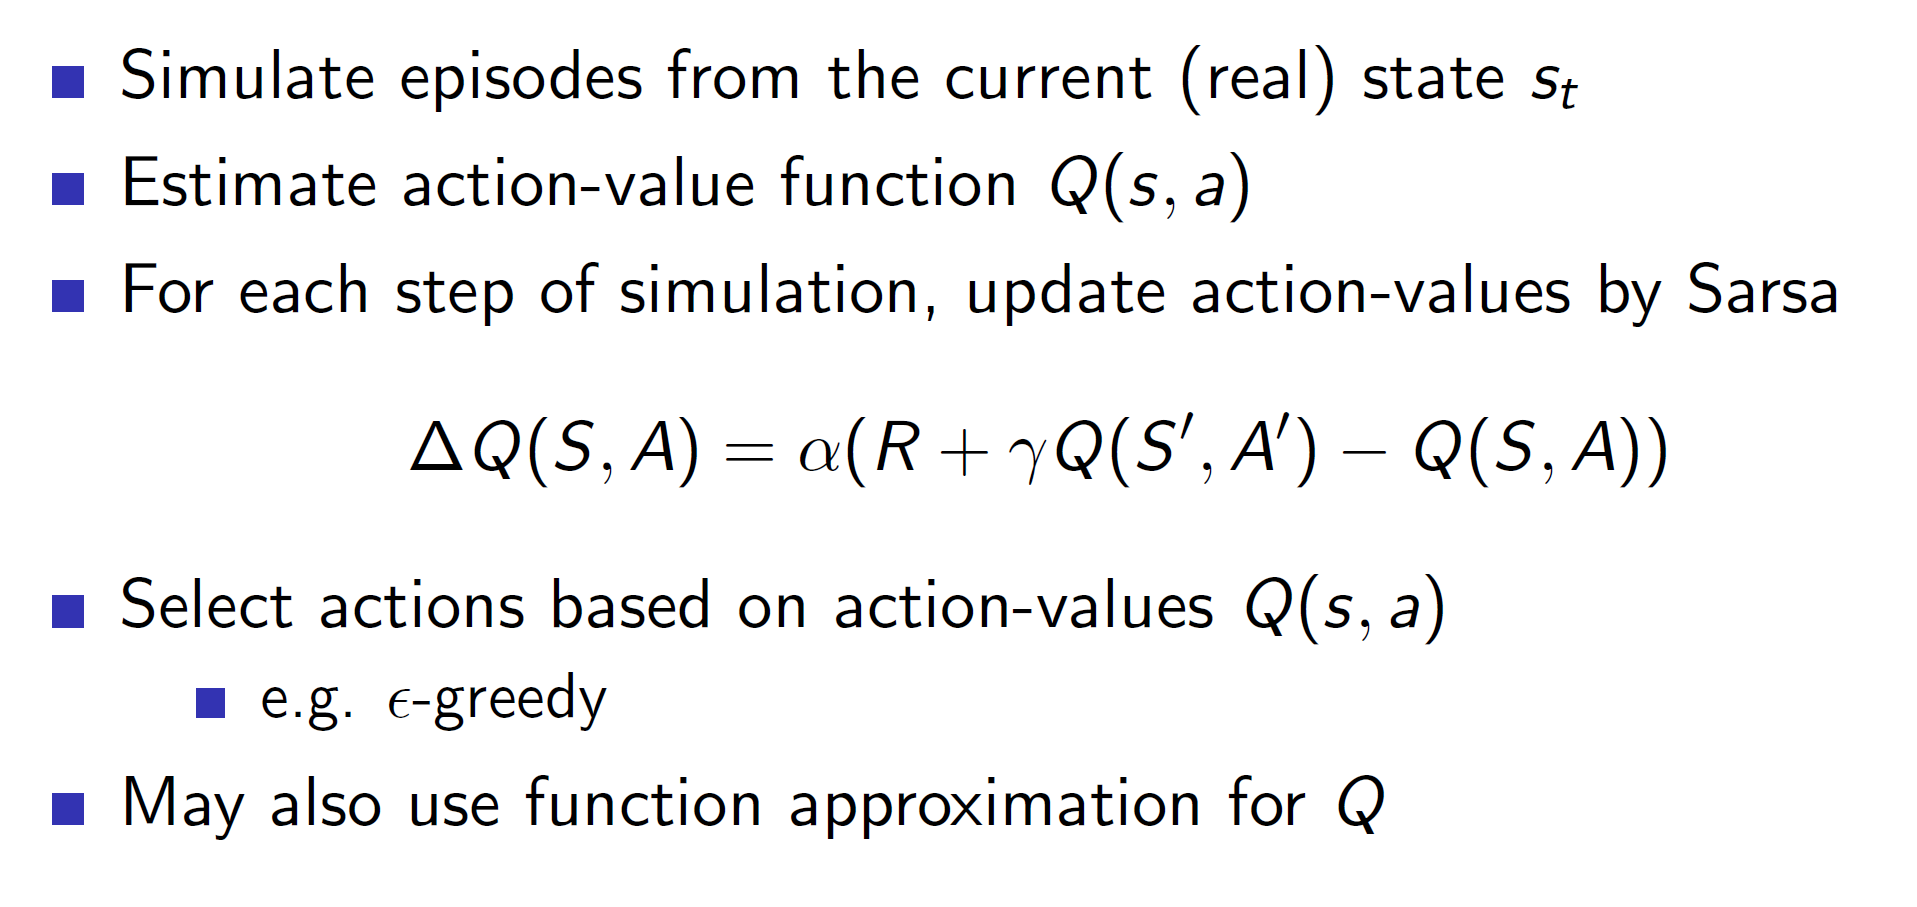 Simulate episodes from the current (real) state $s_t$
Estimate action-value function $Q(s, a)$
For each step of simulation, update action-values by Sarsa
$\Delta Q(S, A) = \alpha(R + \gamma Q(S', A') - Q(S, A))$
Select actions based on action-values $Q(s, a)$
e.g. $\epsilon$-greedy
May also use function approximation for $Q$